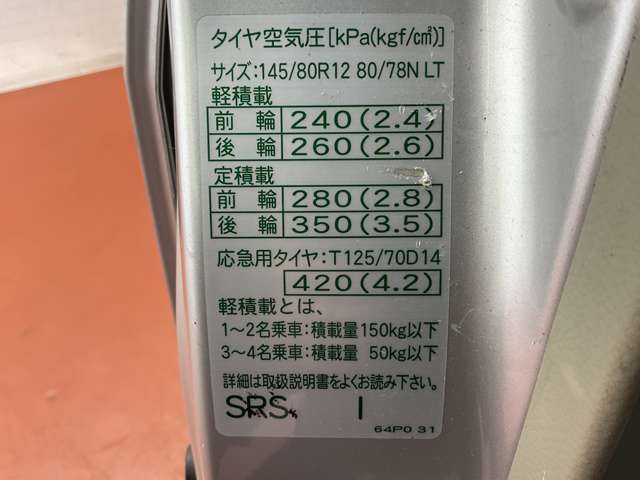 タイヤ空気圧[kPa(kgf/㎠)]
サイズ:145/80R12 80/78N LT
軽積載
前 輪 240(2.4)
後 輪 260(2.6)
定積載
前 輪 280(2.8)
後 輪 350(3.5)
応急用タイヤ:T125/70D14
420(4.2)
軽積載とは、
1〜2名乗車:積載量150kg以下
3〜4名乗車:積載量 50kg以下
詳細は取扱説明書をよくお読み下さい。
SRS I
64P0 31